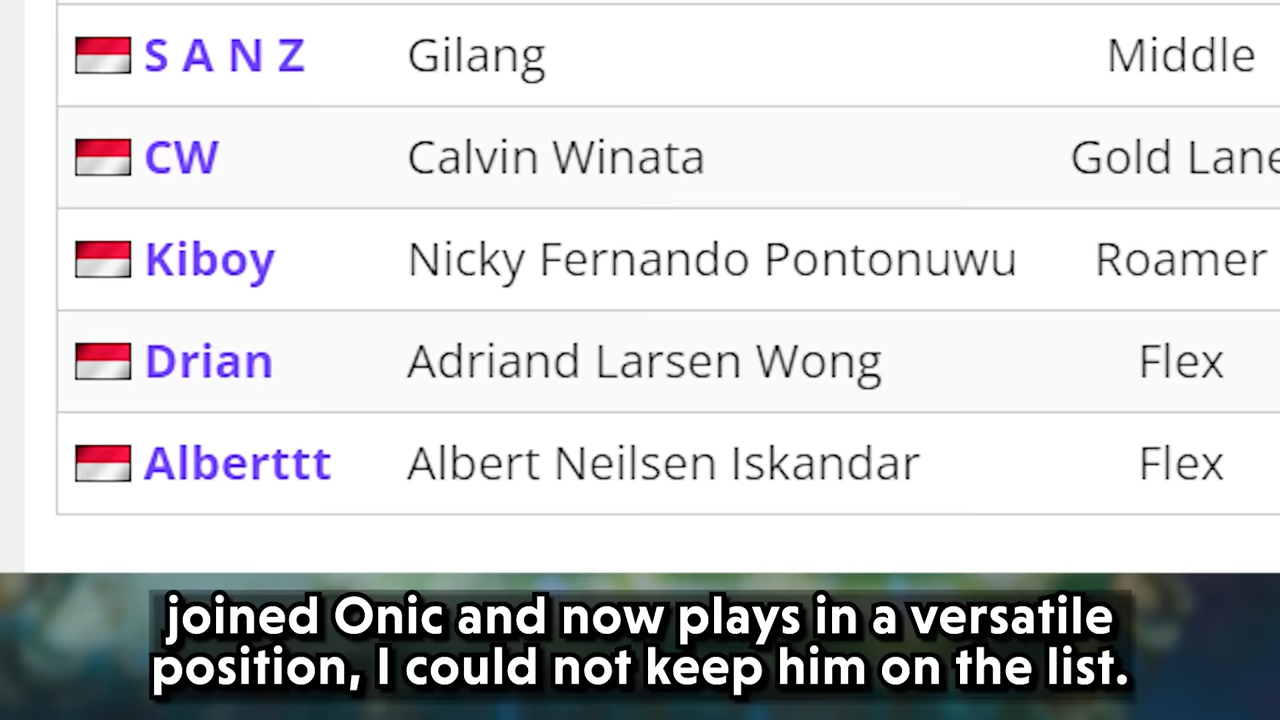 S A N Z Gilang Middle
CW Calvin Winata Gold Lane
Kiboy Nicky Fernando Pontonuwu Roamer
Drian Adriand Larsen Wong Flex
Alberttt Albert Neilsen Iskandar Flex
joined Onic and now plays in a versatile
position, I could not keep him on the list.